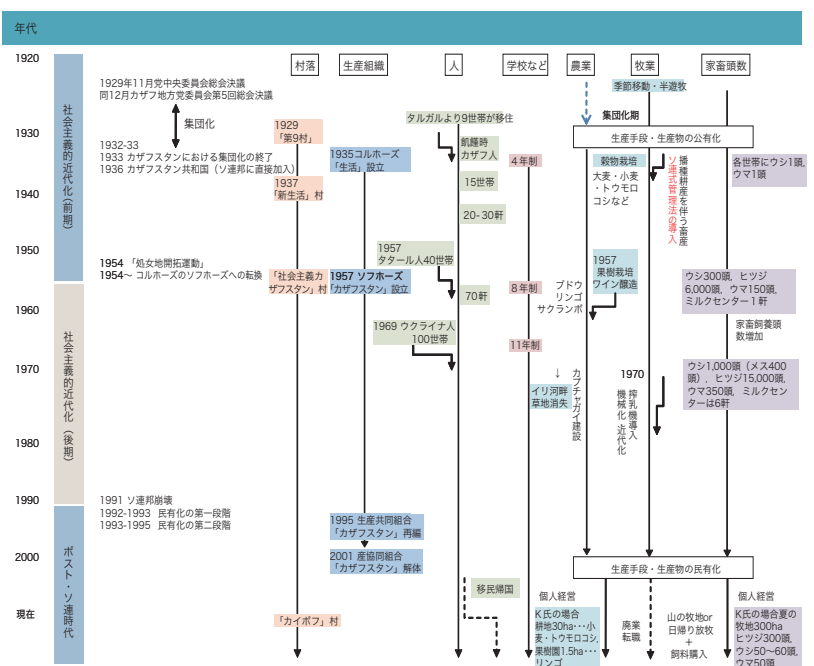 年代
1920
1930
1940
1950
1960
1970
1980
1990
2000
現在
社会主義的近代化(前期)
社会主義的近代化(後期)
ポスト・ソ連時代
1929年11月党中央委員会総会決議
同12月カザフ地方党委員会第5回総会決議
集団化
1932-33
1933 カザフスタンにおける集団化の終了
1936 カザフスタン共和国(ソ連邦に直接加入)
1954 「処女地開拓運動」
1954~ コルホーズのソフホーズへの転換
1991 ソ連邦崩壊
1992-1993 民有化の第一段階
1993-1995 民有化の第二段階
村落
1929
「第9村」
1937
「新生活」村
「社会主義カ
ザフスタン」村
「カイポフ」村
生産組織
1935コルホーズ
「生活」設立
1957 ソフホーズ
「カザフスタン」設立
1995 生産共同組合
「カザフスタン」再編
2001 産協同組合
「カザフスタン」解体
人
タルガルより9世帯が移住
飢饉時
カザフ人
15世帯
20-30軒
1957
タタール人40世帯
70軒
1969 ウクライナ人
100世帯
移民帰国
学校など
4年制
8年制
11年制
農業
集団化期
生産手段・生産物の公有化
穀物栽培
大麦・小麦
・トウモロ
コシなど
1957
果樹栽培
ワイン醸造
ブドウ
リンゴ
サクランボ
↓
イリ河畔
草地消失
カプチャガイ建設
生産手段・生産物の民有化
個人経営
K氏の場合
耕地30ha・・・小
麦・トウモロコシ,
果樹園1.5ha・・・
リンゴ
廃業
転職
牧業
季節移動・半遊牧
播種耕産を伴う畜産
ソ連式管理法の導入
1970
搾乳機導入
機械化 近代化
山の牧地or
日帰り放牧
+
飼料購入
家畜頭数
各世帯にウシ1頭,
ウマ1頭
ウシ300頭, ヒツジ
6,000頭, ウマ150頭,
ミルクセンター1軒
家畜飼養頭
数増加
ウシ1,000頭(メス400
頭), ヒツジ15,000頭,
ウマ350頭, ミルクセン
ターは6軒
個人経営
K氏の場合夏の
牧地300ha
ヒツジ300頭,
ウシ50~60頭,
ウマ50頭